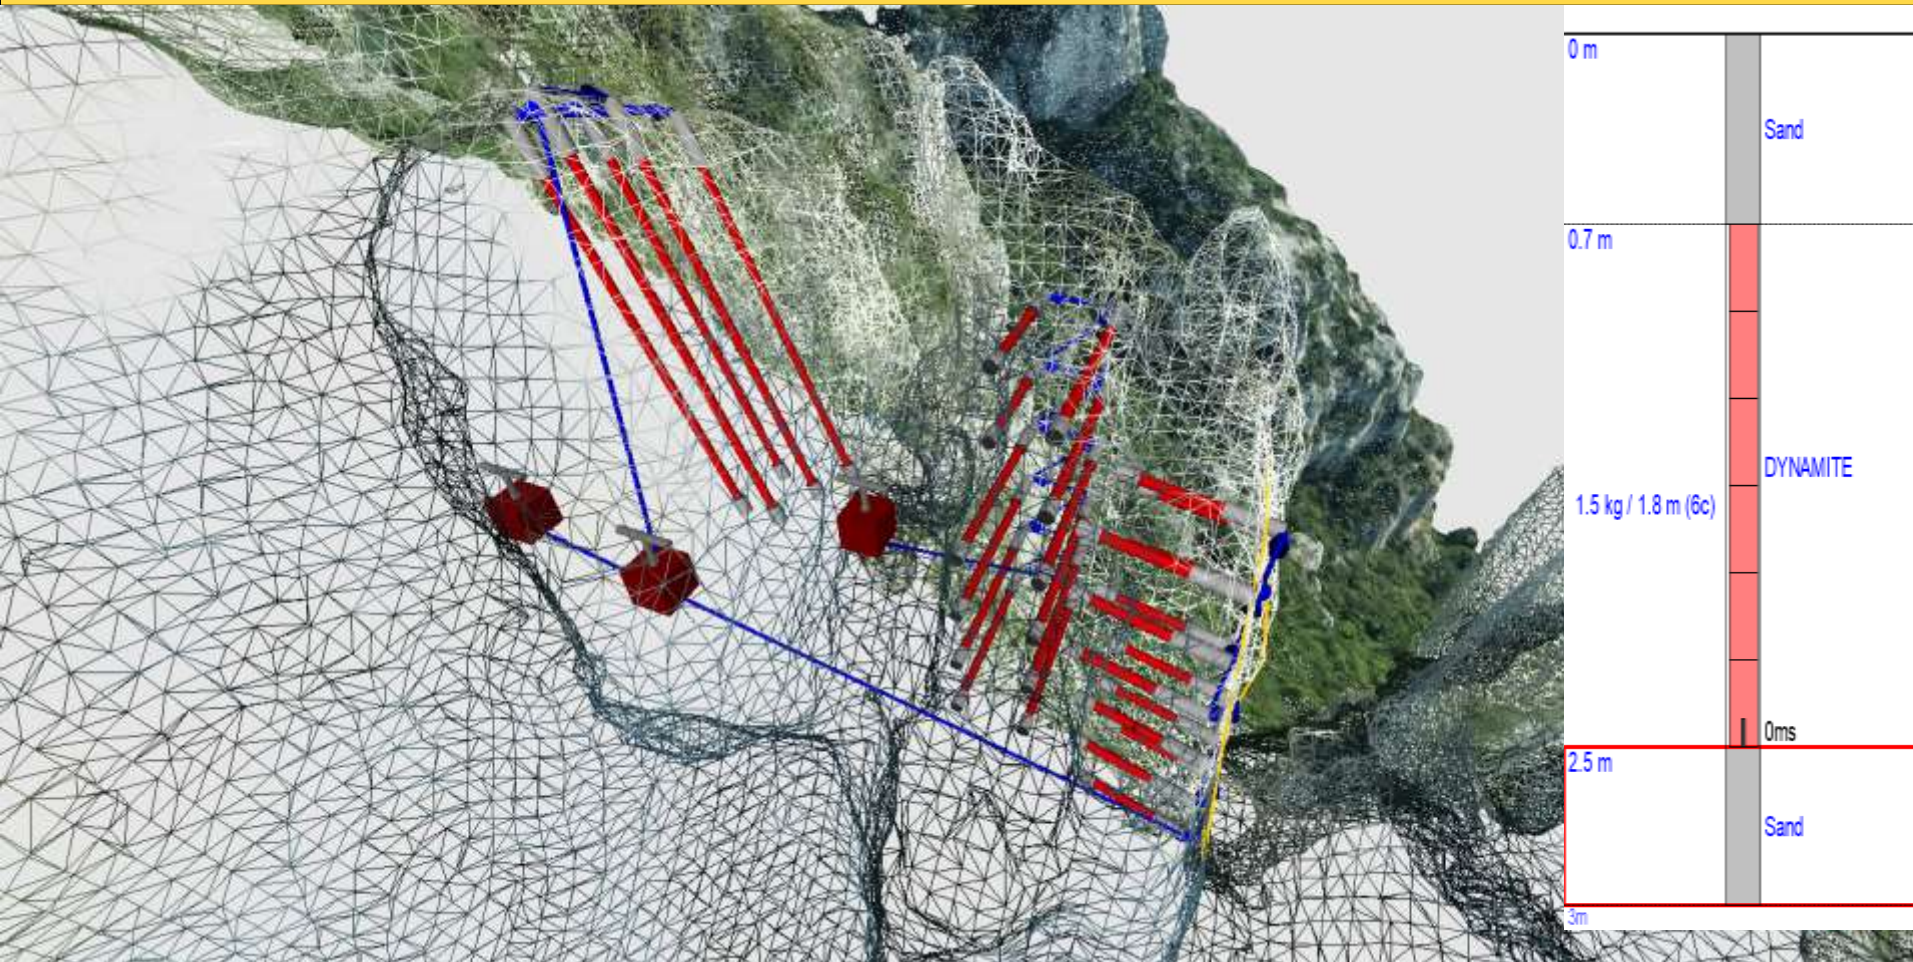 0 m
Sand
0.7 m
DYNAMITE
1.5 kg / 1.8 m (6c)
0ms
2.5 m
Sand
3m